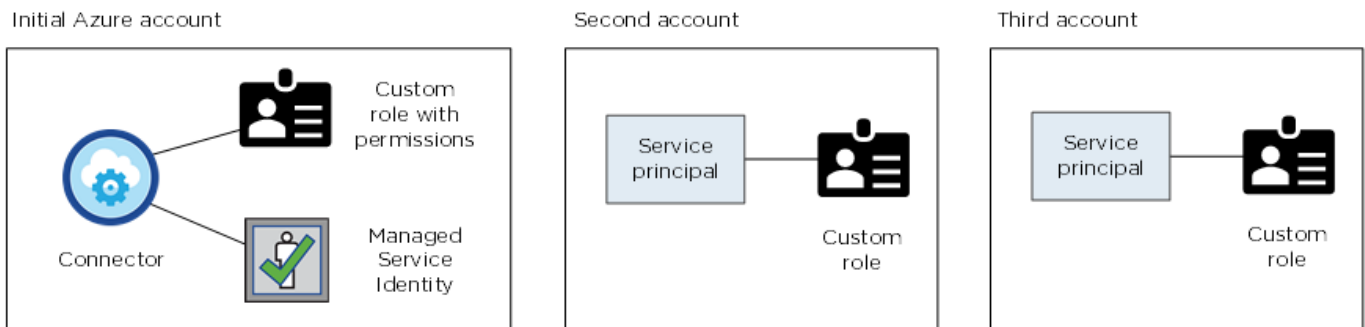 Initial Azure account
Custom
role with
permissions
Connector
Managed
Service
Identity
Second account
Service
principal
Custom
role
Third account
Service
principal
Custom
role